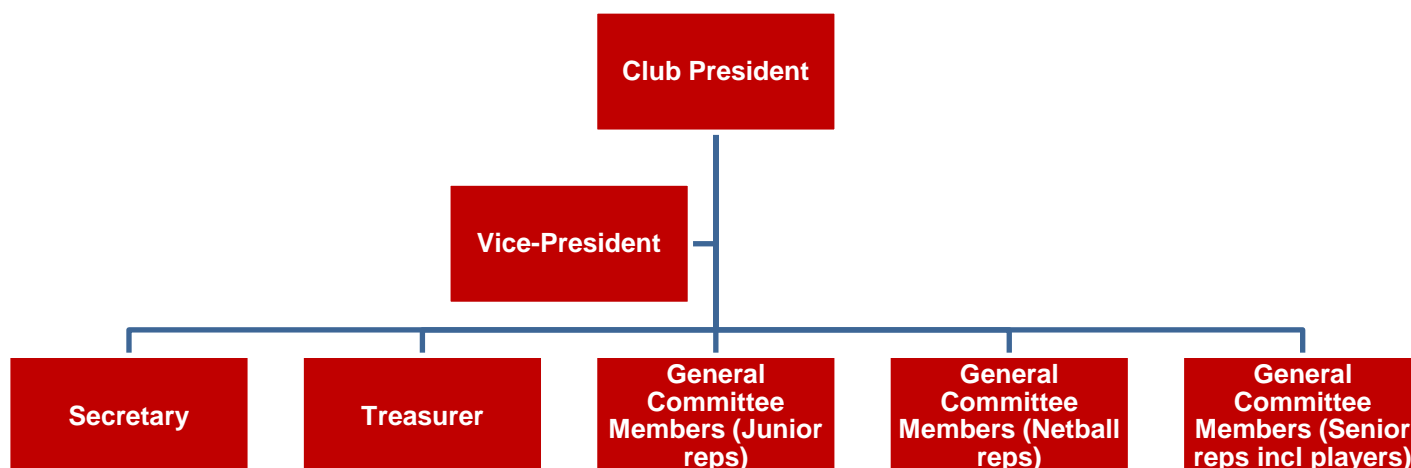 Club President
Vice-President
Secretary
Treasurer
General
Committee
Members (Junior
reps)
General
Committee
Members (Netball
reps)
General
Committee
Members (Senior
reps incl players)